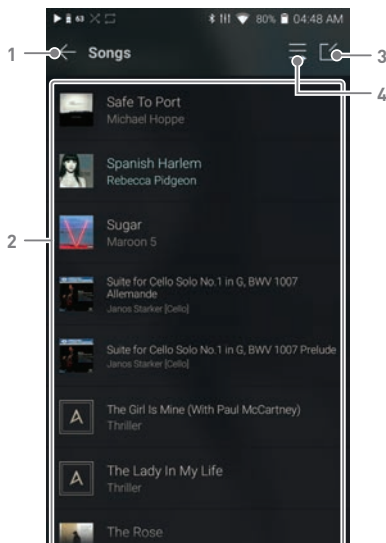 63 80% 04:48 AM
1 Songs 3
4
Safe To Port
Michael Hoppe
Spanish Harlem
Rebecca Pidgeon
2
Sugar
Maroon 5
Suite for Cello Solo No.1 in G, BWV 1007
Allemande
Janos Starker [Cello]
Suite for Cello Solo No.1 in G, BWV 1007 Prelude
Janos Starker [Cello]
The Girl Is Mine (With Paul McCartney)
Thriller
The Lady In My Life
Thriller
The Rose